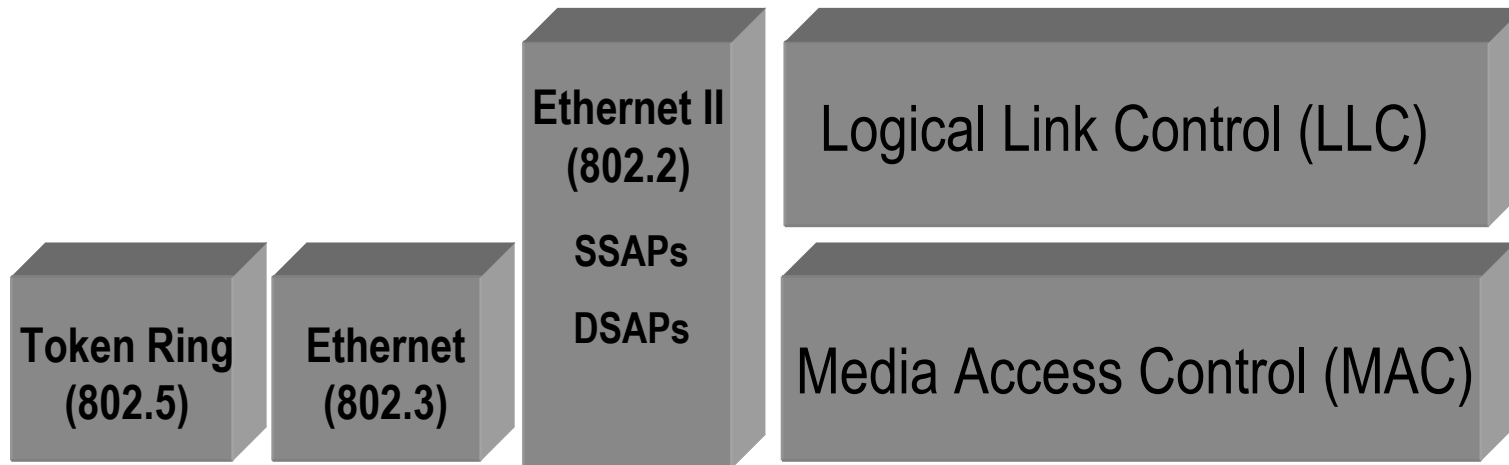 Token Ring
(802.5)
Ethernet
(802.3)
Ethernet II
(802.2)
SSAPs
DSAPs
Logical Link Control (LLC)
Media Access Control (MAC)